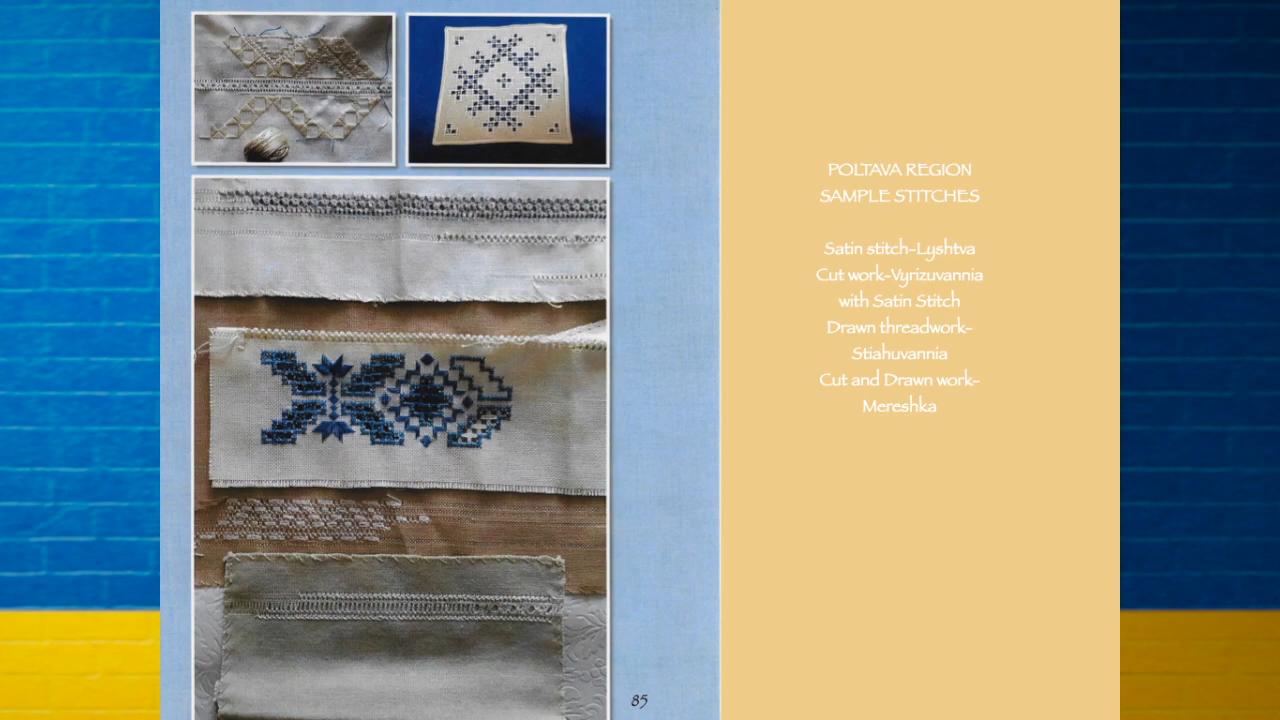 POLTAVA REGION
SAMPLE STITCHES
Satin stitch-Lyshtva
Cut work-Vyrizuvannia
with Satin Stitch
Drawn threadwork-
Stiahuvannia
Cut and Drawn work-
Mereshka
85